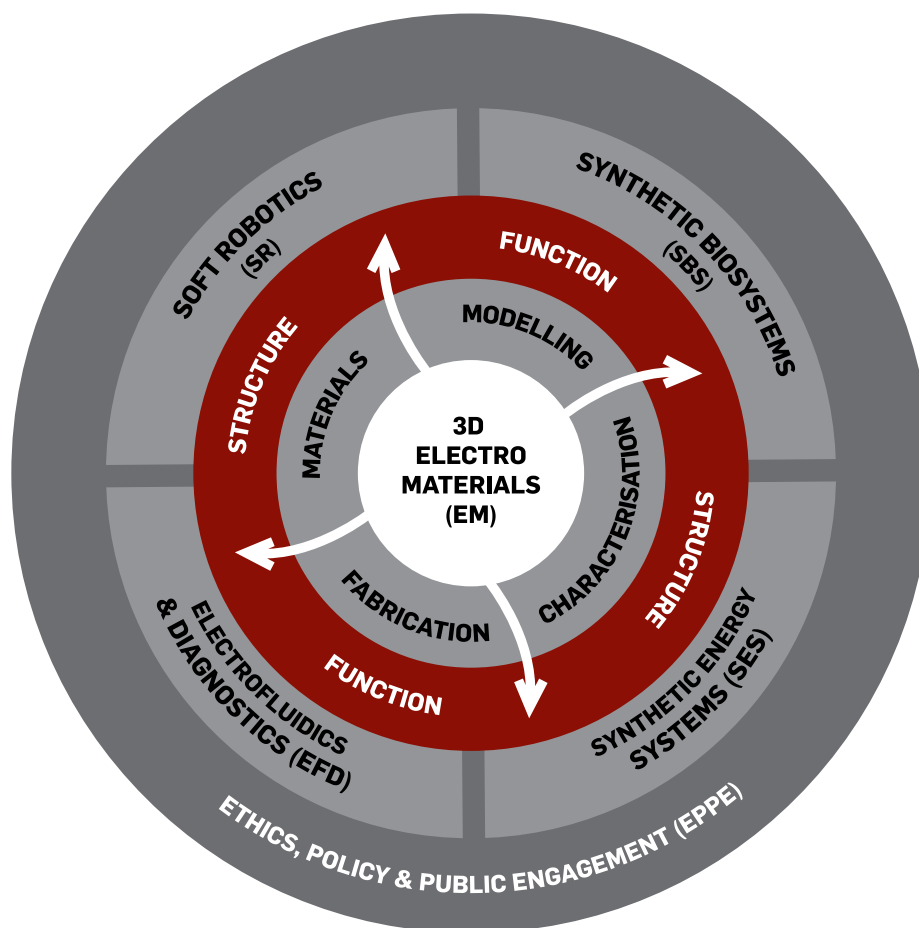 SOFT ROBOTICS
(SR)
SYNTHETIC BIOSYSTEMS
(SBS)
FUNCTION
STRUCTURE
MODELLING
MATERIALS
3D
ELECTRO
MATERIALS
(EM)
CHARACTERISATION
STRUCTURE
FABRICATION
FUNCTION
ELECTROFLUIDICS
& DIAGNOSTICS (EFD)
SYNTHETIC ENERGY
SYSTEMS (SES)
ETHICS, POLICY & PUBLIC ENGAGEMENT (EPPE)